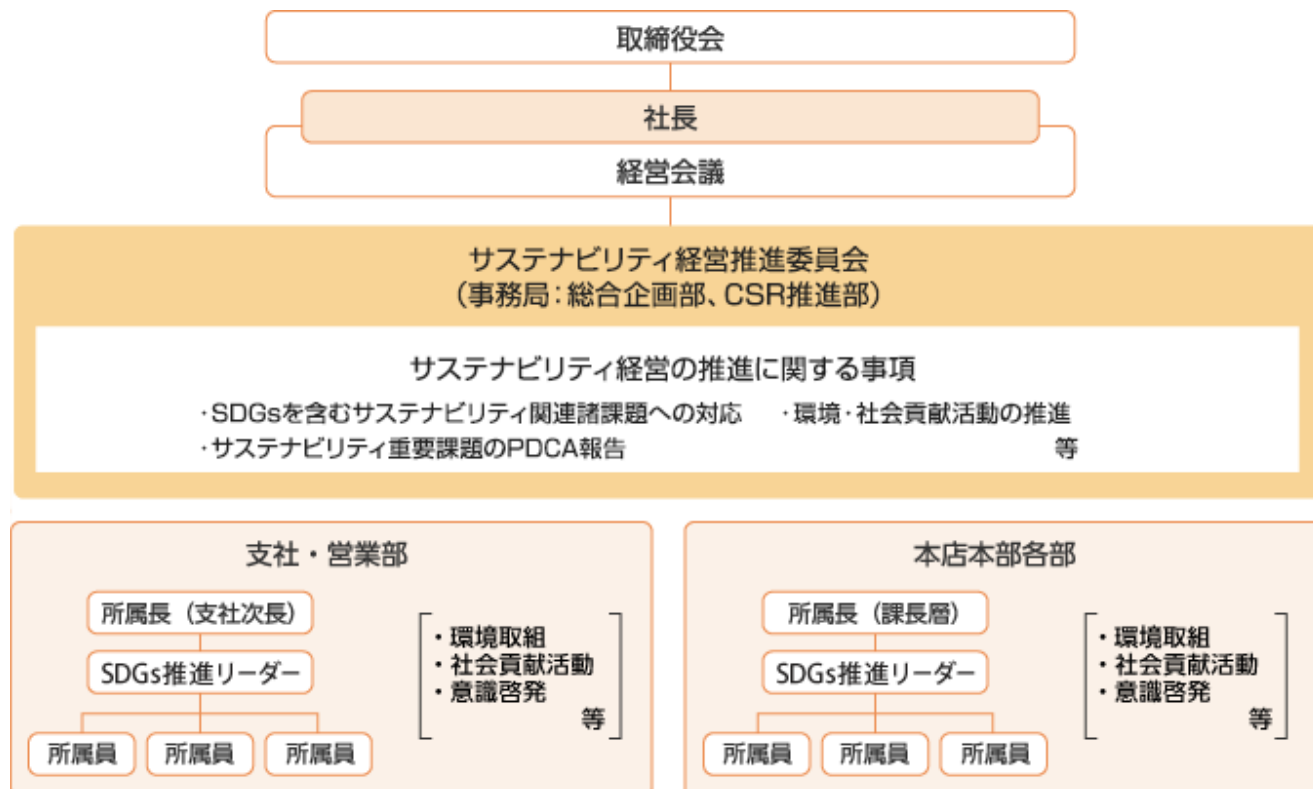 取締役会
社長
経営会議
サステナビリティ経営推進委員会
（事務局：総合企画部、CSR推進部）
サステナビリティ経営の推進に関する事項
・SDGsを含むサステナビリティ関連諸課題への対応　・環境・社会貢献活動の推進
・サステナビリティ重要課題のPDCA報告　等
支社・営業部
所属長（支社次長）
SDGs推進リーダー
所属員 所属員 所属員
・環境取組
・社会貢献活動
・意識啓発
等
本店本部各部
所属長（課長層）
SDGs推進リーダー
所属員 所属員 所属員
・環境取組
・社会貢献活動
・意識啓発
等